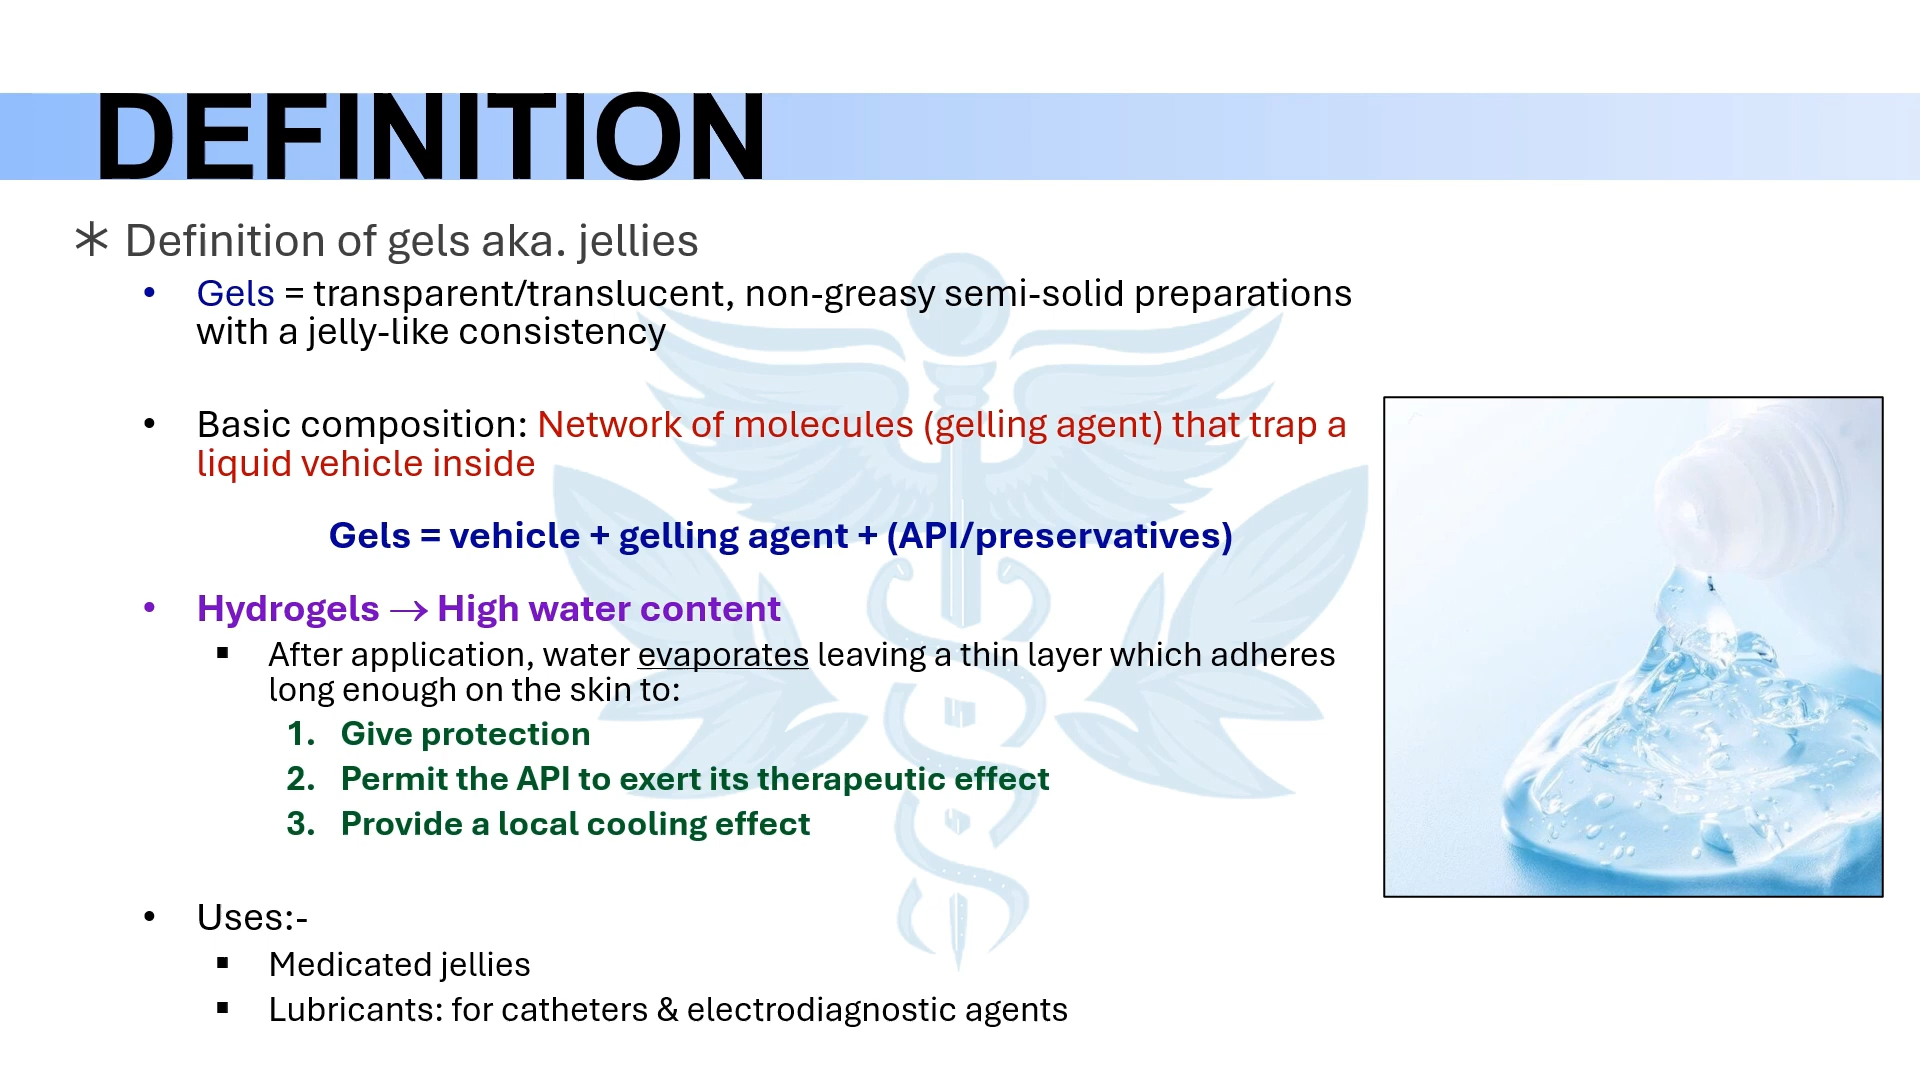 DEFINITION
* Definition of gels aka. jellies
• Gels = transparent/translucent, non-greasy semi-solid preparations
with a jelly-like consistency
• Basic composition: Network of molecules (gelling agent) that trap a
liquid vehicle inside
Gels = vehicle + gelling agent + (API/preservatives)
• Hydrogels → High water content
▪ After application, water evaporates leaving a thin layer which adheres
long enough on the skin to:
1. Give protection
2. Permit the API to exert its therapeutic effect
3. Provide a local cooling effect
• Uses:-
▪ Medicated jellies
▪ Lubricants: for catheters & electrodiagnostic agents